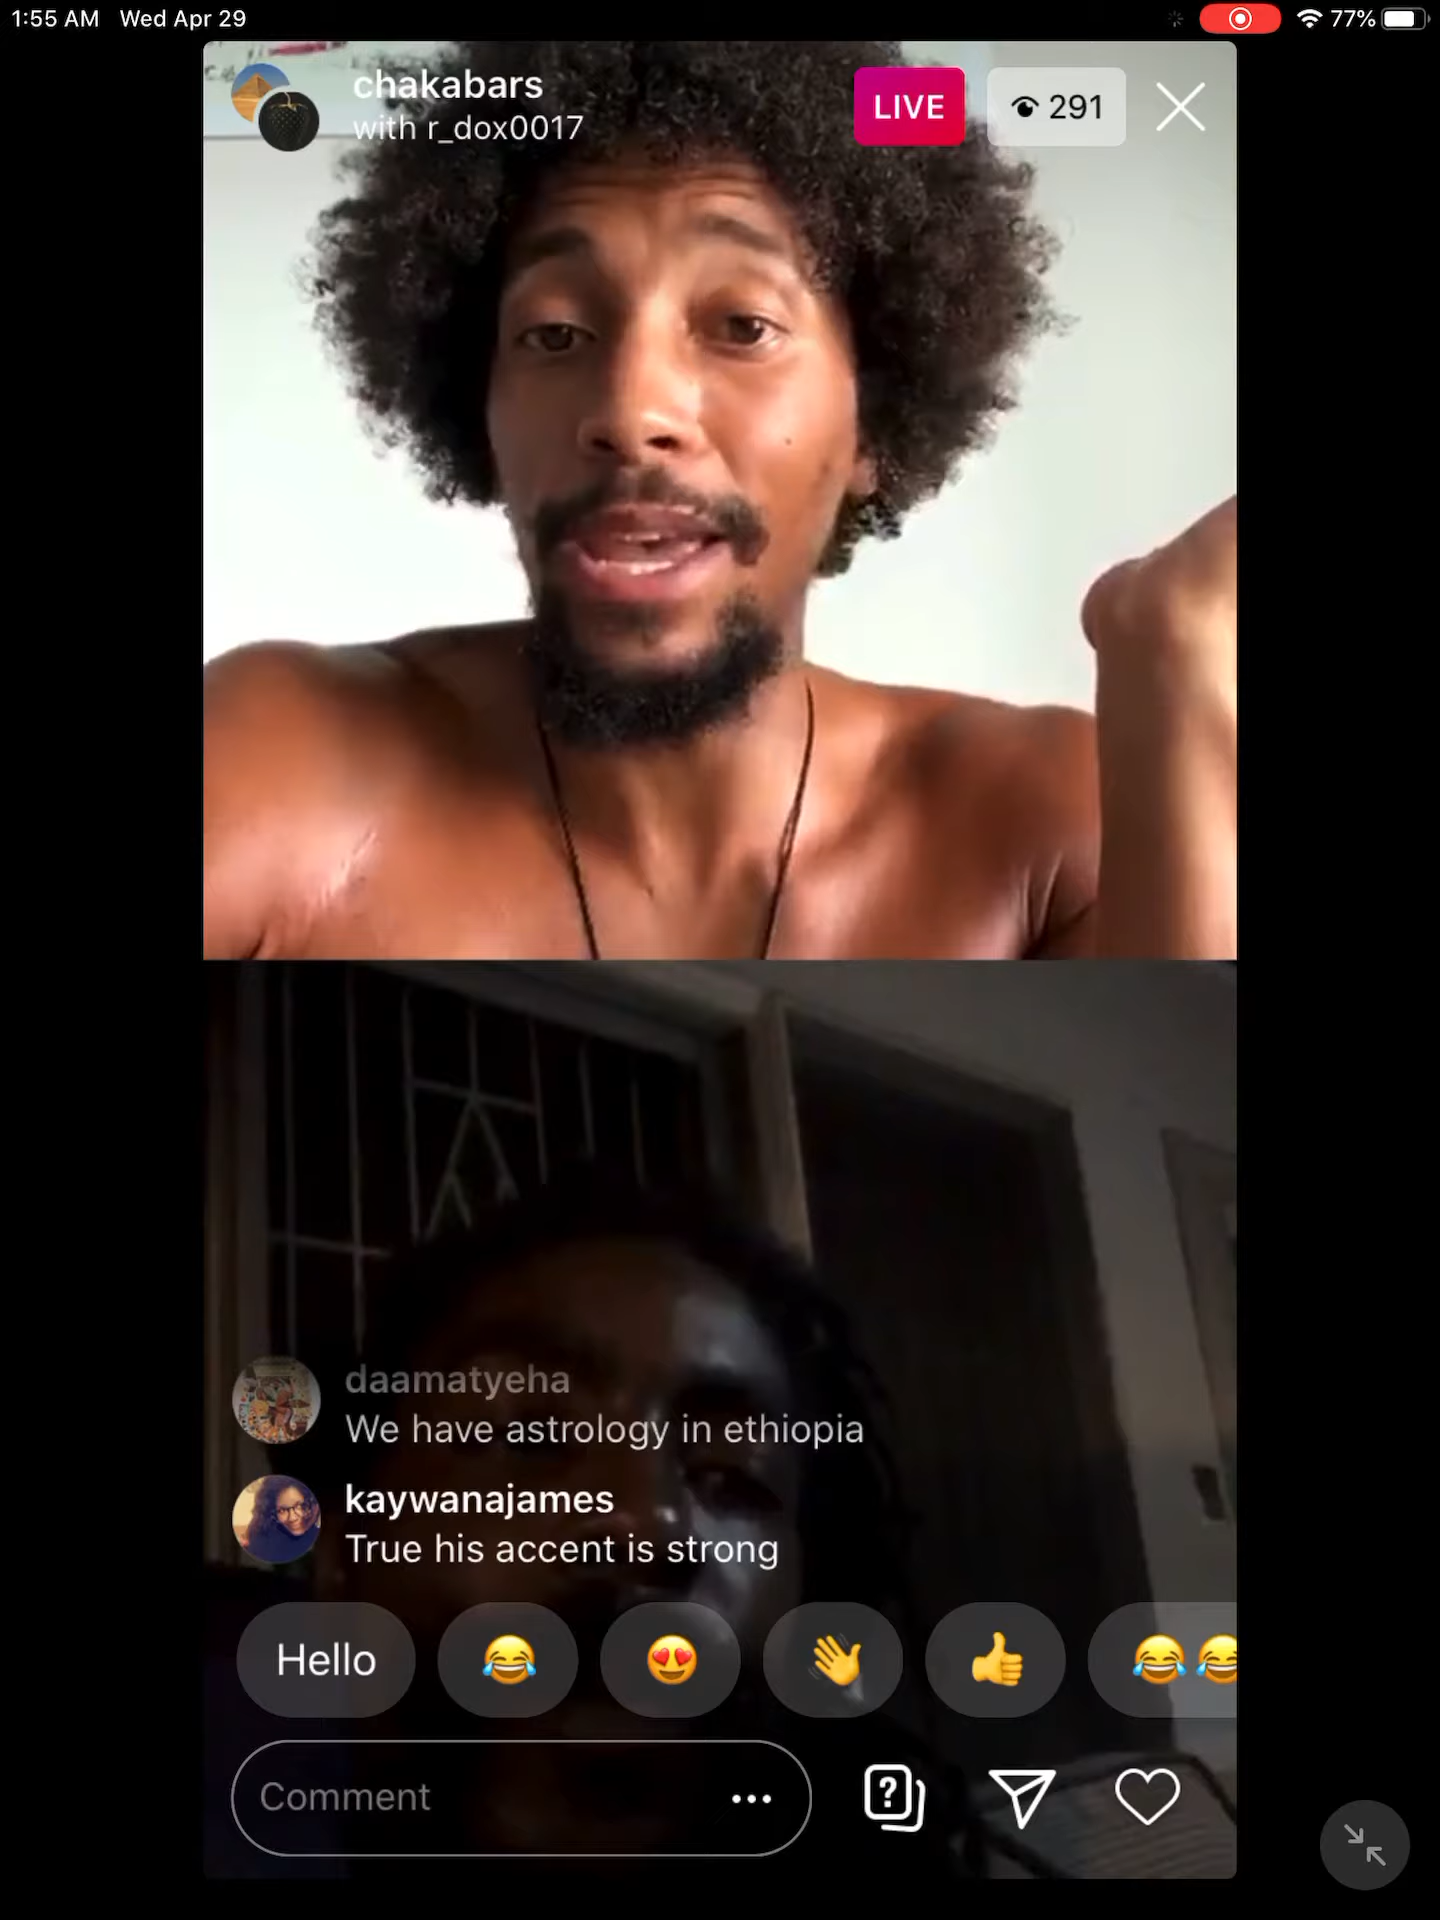 1:55 AM Wed Apr 29
77%
chakabars
with r_dox0017
LIVE
291
daamatyeha
We have astrology in ethiopia
kaywanajames
True his accent is strong
Hello
Comment